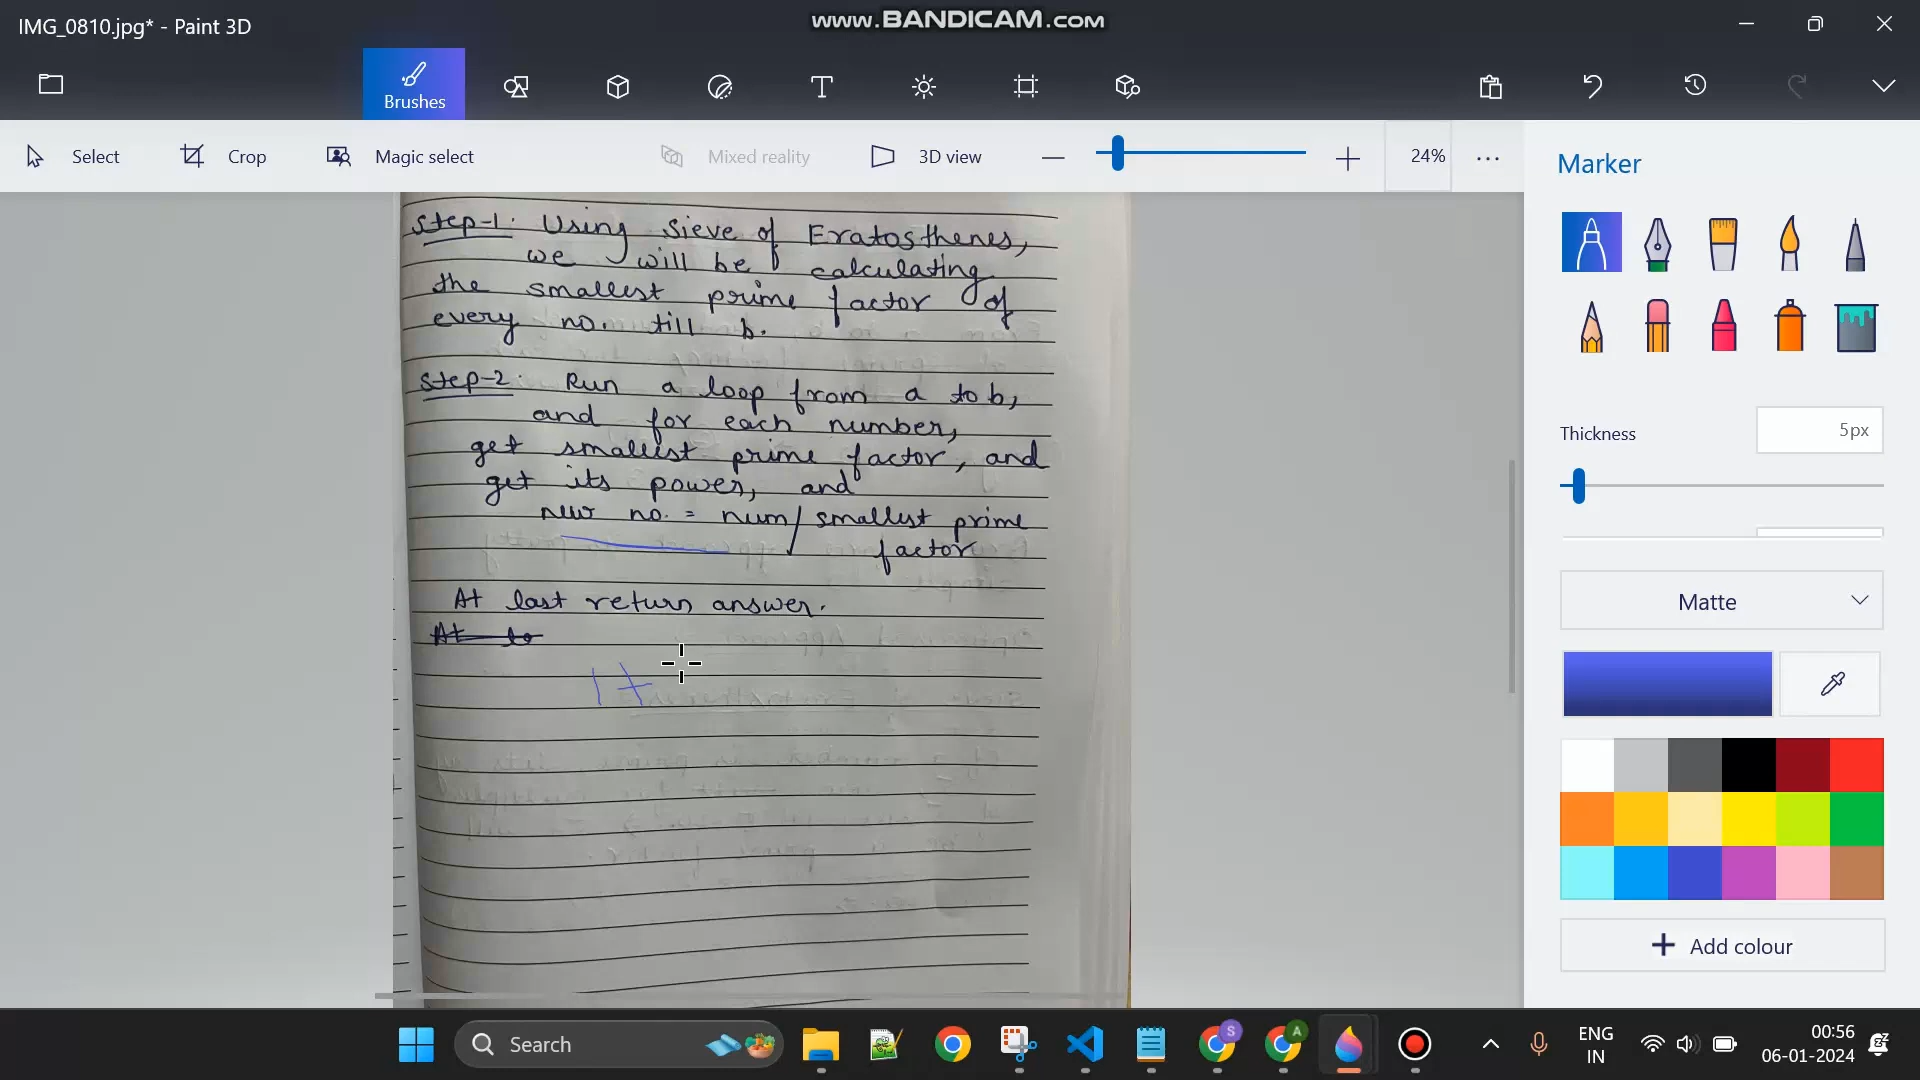 IMG_0810.jpg* - Paint 3D
www.BANDICAM.com
Brushes
Select
Crop
Magic select
Mixed reality
3D view
24%
Marker
Step-1: Using Sieve of Eratosthenes,
we will be calculating
the smallest prime factor of
every no. till b.
Step-2: Run a loop from a to b,
and for each number,
get smallest prime factor, and
get its power, and
new no. = num/smallest prime
factor
At last return answer.
At la
1+
Thickness
5px
Matte
Add colour
Search
S
A
ENG
IN
00:56
06-01-2024